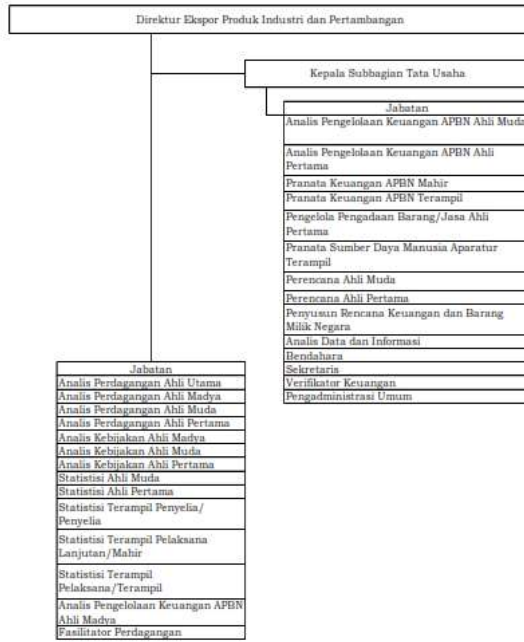 Direktur Ekspor Produk Industri dan Pertambangan
Kepala Subbagian Tata Usaha
Jabatan
Analis Pengelolaan Keuangan APBN Ahli Muda
Analis Pengelolaan Keuangan APBN Ahli
Pertama
Pranata Keuangan APBN Mahir
Pranata Keuangan APBN Terampil
Pengelola Pengadaan Barang/Jasa Ahli
Pertama
Pranata Sumber Daya Manusia Aparatur
Terampil
Perencana Ahli Muda
Perencana Ahli Pertama
Penyusun Rencana Keuangan dan Barang
Milik Negara
Analis Data dan Informasi
Bendahara
Sekretaris
Verifikator Keuangan
Pengadministrasi Umum
Jabatan
Analis Perdagangan Ahli Utama
Analis Perdagangan Ahli Madya
Analis Perdagangan Ahli Muda
Analis Perdagangan Ahli Pertama
Analis Kebijakan Ahli Madya
Analis Kebijakan Ahli Muda
Analis Kebijakan Ahli Pertama
Statistisi Ahli Muda
Statistisi Ahli Pertama
Statistisi Terampil Penyelia/
Penyelia
Statistisi Terampil Pelaksana
Lanjutan/Mahir
Statistisi Terampil
Pelaksana/Terampil
Analis Pengelolaan Keuangan APBN
Ahli Madya
Fasilitator Perdagangan